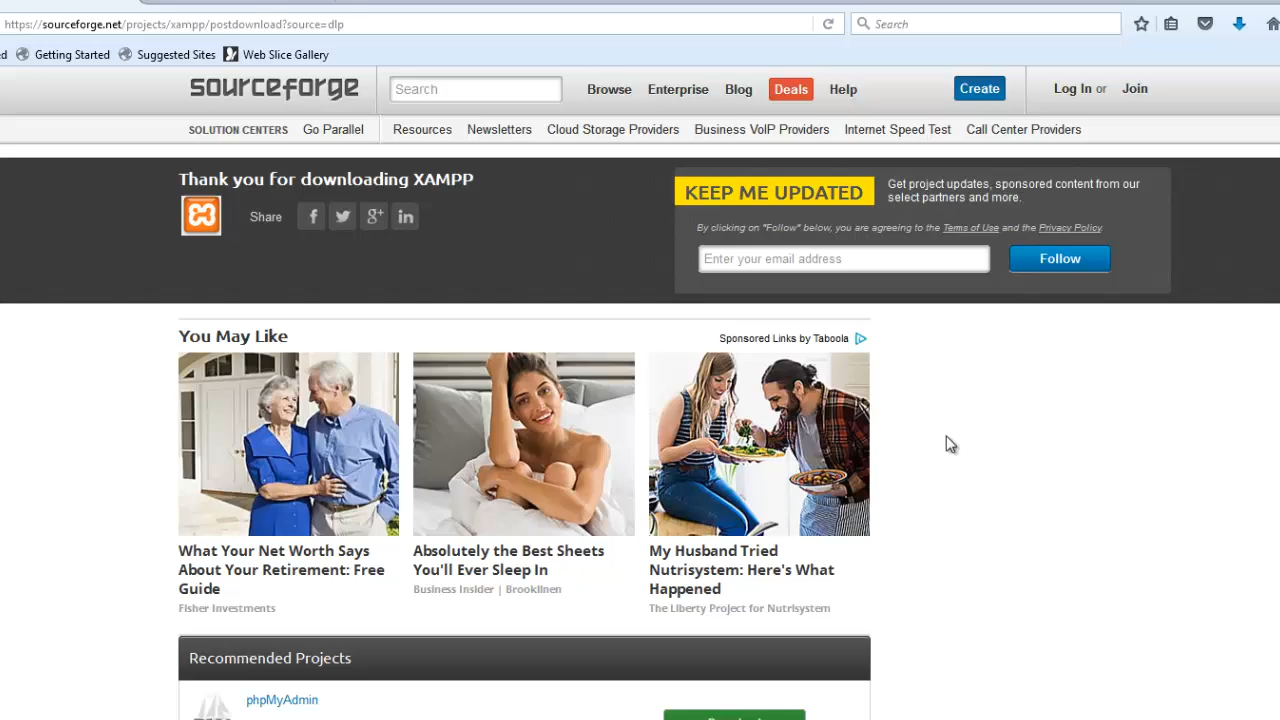 https://sourceforge.net/projects/xampp/postdownload?source=dlp
Search
d Getting Started Suggested Sites Web Slice Gallery
sourceforge
Search
Browse Enterprise Blog Deals Help
Create
Log In or Join
SOLUTION CENTERS Go Parallel Resources Newsletters Cloud Storage Providers Business VoIP Providers Internet Speed Test Call Center Providers
Thank you for downloading XAMPP
Share
KEEP ME UPDATED
Get project updates, sponsored content from our
select partners and more.
By clicking on "Follow" below, you are agreeing to the Terms of Use and the Privacy Policy.
Enter your email address
Follow
You May Like
Sponsored Links by Taboola
What Your Net Worth Says
About Your Retirement: Free
Guide
Fisher Investments
Absolutely the Best Sheets
You'll Ever Sleep In
Business Insider | Brooklinen
My Husband Tried
Nutrisystem: Here's What
Happened
The Liberty Project for Nutrisystem
Recommended Projects
phpMyAdmin